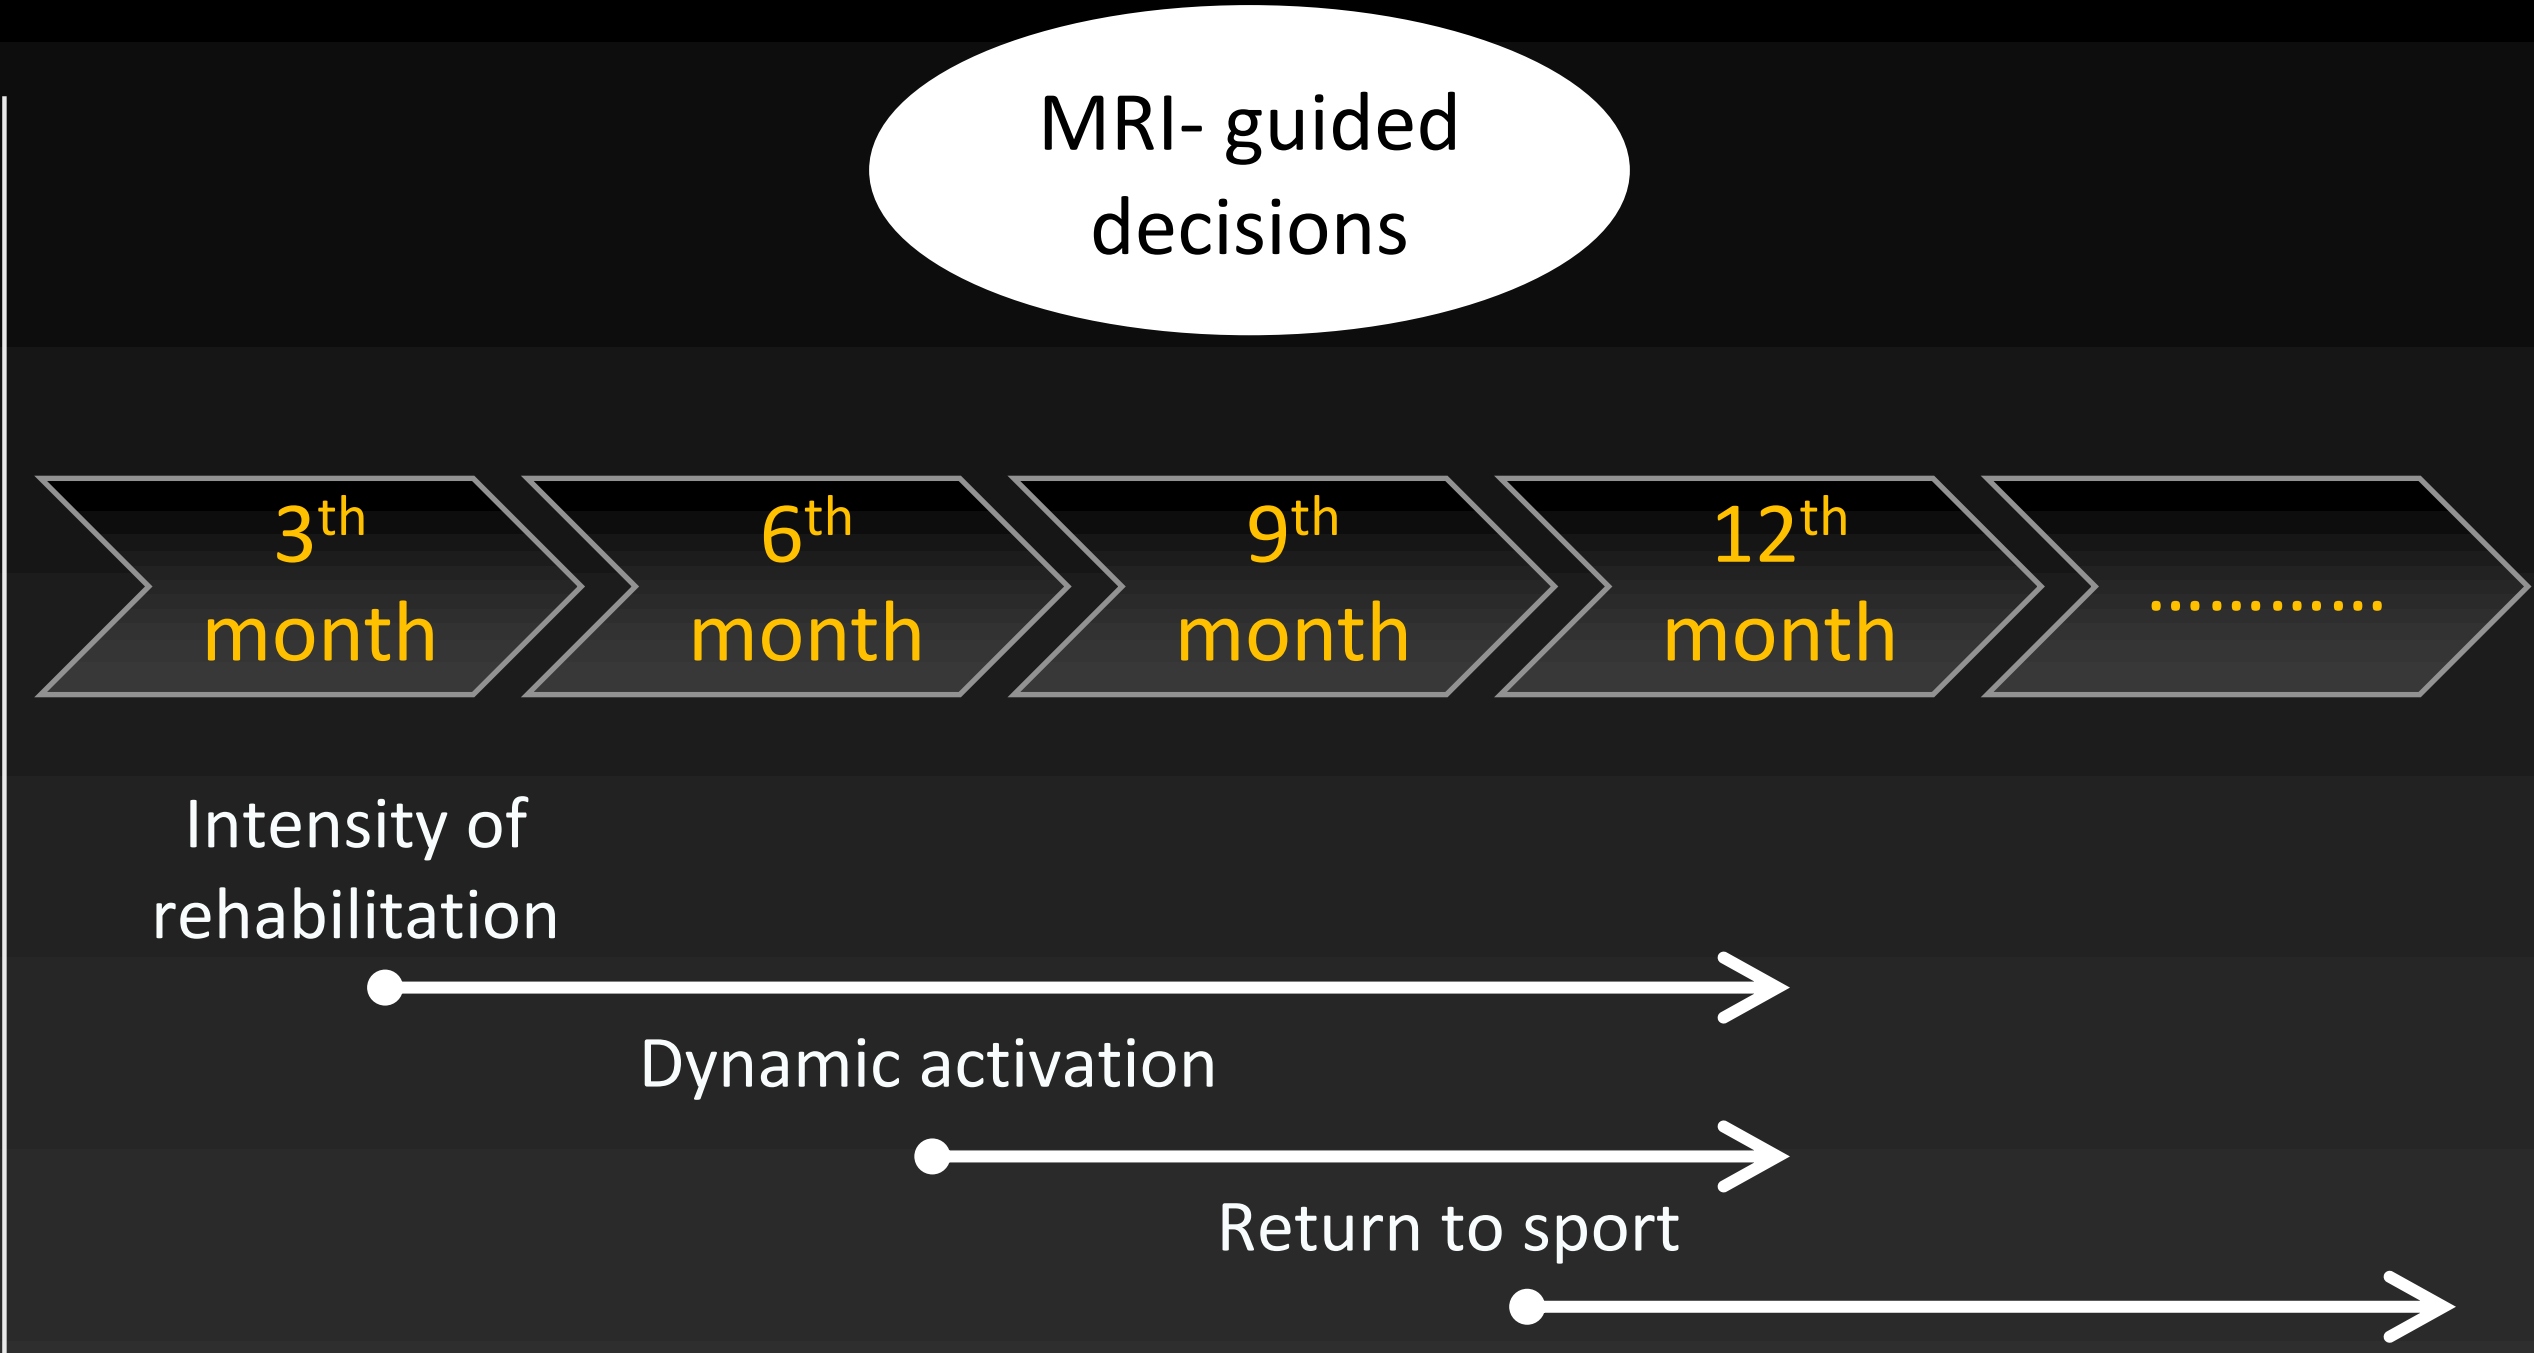 MRI- guided
decisions
3th
month
6th
month
9th
month
12th
month
............
Intensity of
rehabilitation
Dynamic activation
Return to sport